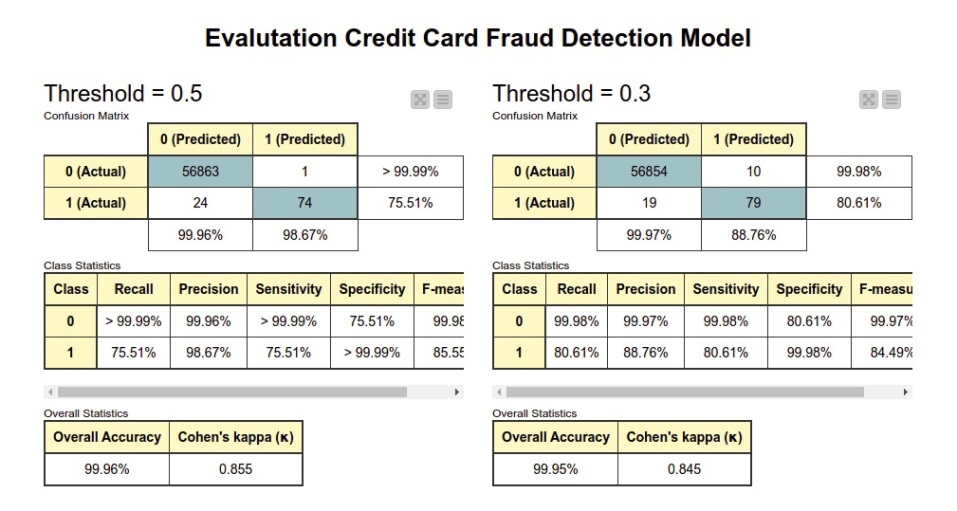 Evalutation Credit Card Fraud Detection Model
Threshold = 0.5
Confusion Matrix
0 (Predicted) 1 (Predicted)
0 (Actual) 56863 1 > 99.99%
1 (Actual) 24 74 75.51%
99.96% 98.67%
Class Statistics
Class Recall Precision Sensitivity Specificity F-meas
0 > 99.99% 99.96% > 99.99% 75.51% 99.98
1 75.51% 98.67% 75.51% > 99.99% 85.55
Overall Statistics
Overall Accuracy Cohen's kappa (κ)
99.96% 0.855
Threshold = 0.3
Confusion Matrix
0 (Predicted) 1 (Predicted)
0 (Actual) 56854 10 99.98%
1 (Actual) 19 79 80.61%
99.97% 88.76%
Class Statistics
Class Recall Precision Sensitivity Specificity F-measu
0 99.98% 99.97% 99.98% 80.61% 99.97%
1 80.61% 88.76% 80.61% 99.98% 84.49%
Overall Statistics
Overall Accuracy Cohen's kappa (κ)
99.95% 0.845